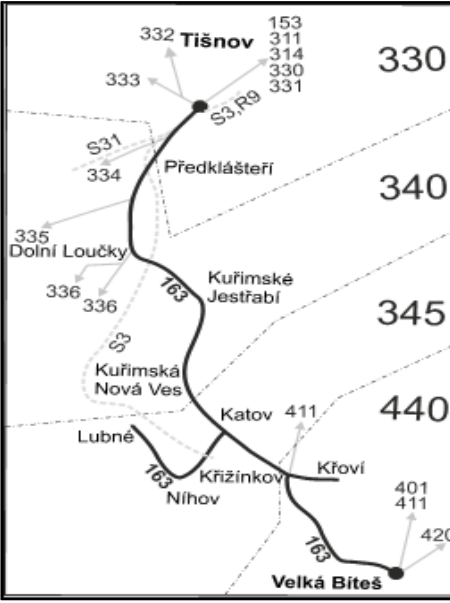 153
332 Tišnov 311
314
330
330
333
331
S3,R9
S31
334
Předklášteří
340
335
Dolní Loučky
336
336
163
Kuřimské
Jestřabí
345
S3
Kuřimská
Nová Ves
440
Katov
411
Lubné
163
Křižínkov
Křoví
Níhov
401
411
163
420
Velká Bíteš